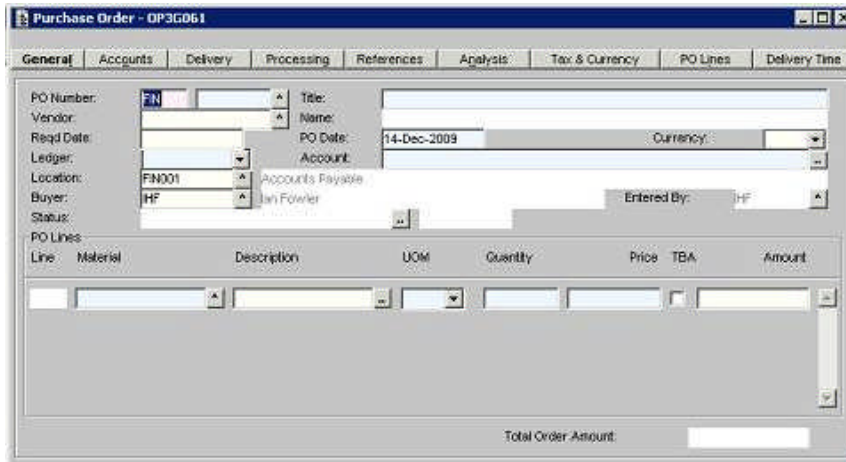 Purchase Order - OP3G061
General Accounts Delivery Processing References Analysis Tax & Currency PO Lines Delivery Time
PO Number: FIN Title:
Vendor: Name:
Reqd Date: PO Date: 14-Dec-2009 Currency:
Ledger: Account:
Location: FIN001 Accounts Payable
Buyer: IHF Ian Fowler Entered By: IHF
Status:
PO Lines
Line Material Description UOM Quantity Price TBA Amount
Total Order Amount: